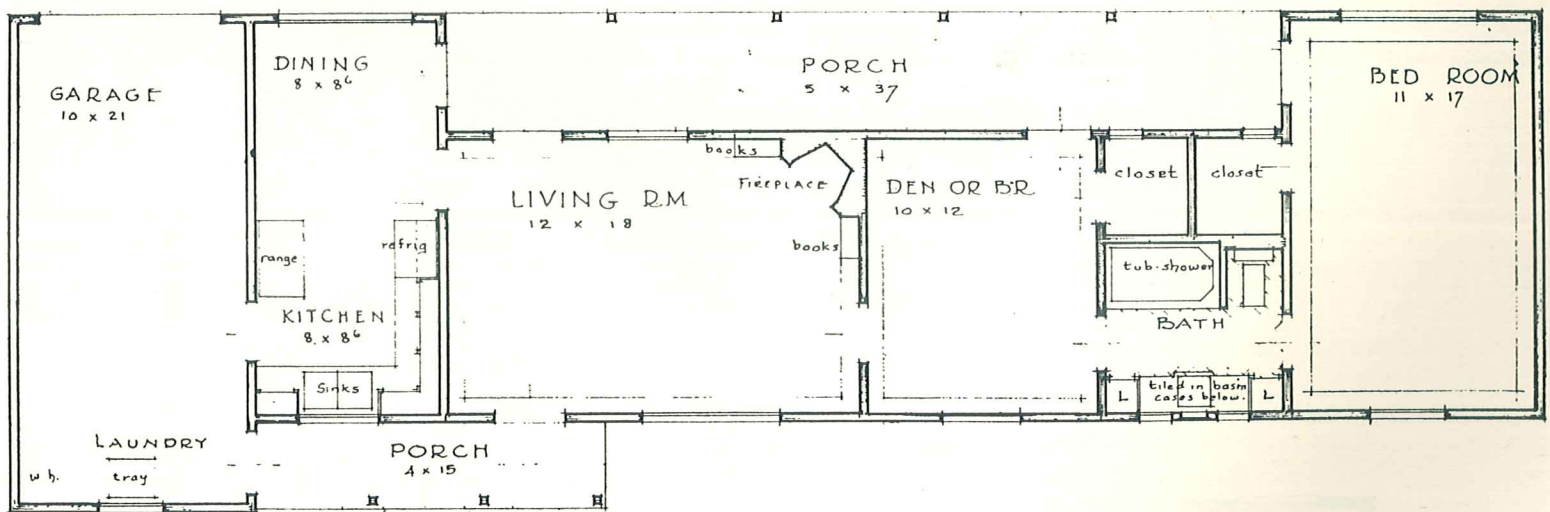 GARAGE
10 x 21
DINING
8 x 8⁶
PORCH
5 x 37
BED ROOM
11 x 17
LIVING RM
12 x 18
books
FIREPLACE
books
DEN OR B'R
10 x 12
closet
closet
range
refrig
KITCHEN
8 x 8⁶
Sinks
tub-shower
BATH
L
tiled in basin
cases below.
L
LAUNDRY
w h.
tray
PORCH
4 x 15